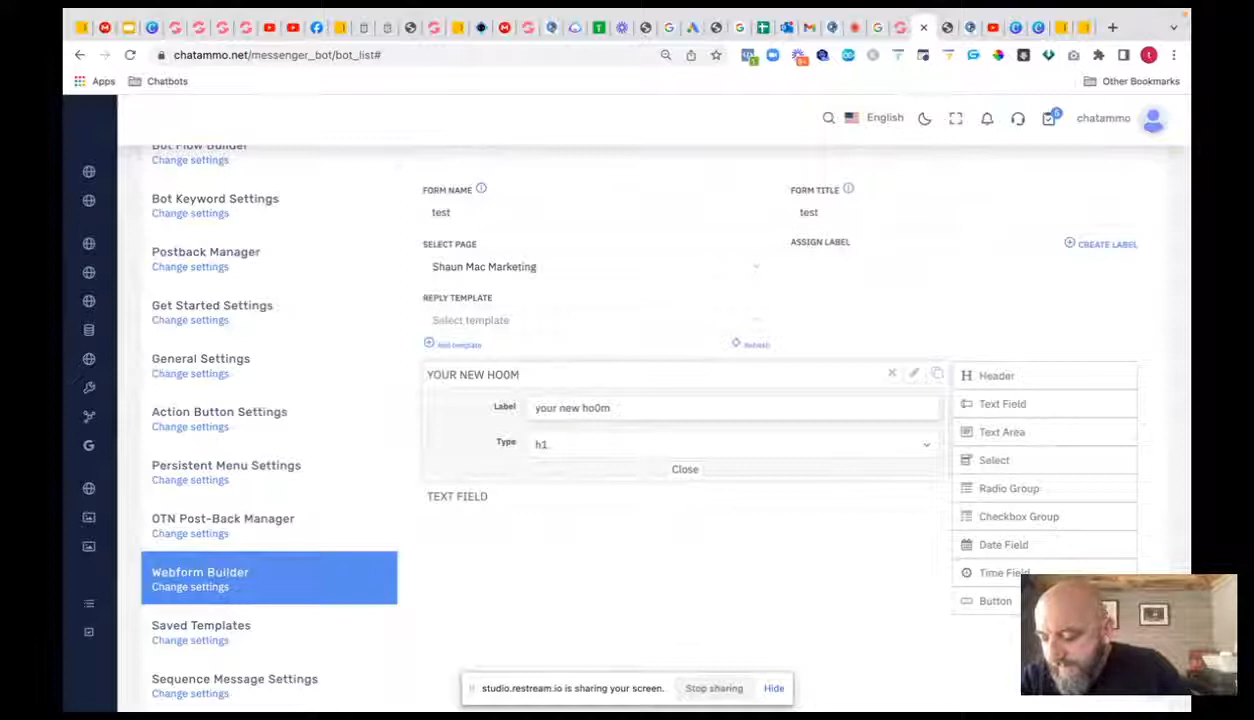 chatammo.net/messenger_bot/bot_list#
Apps Chatbots Other Bookmarks
English chatammo
Bot Flow Builder
Change settings
Bot Keyword Settings
Change settings
Postback Manager
Change settings
Get Started Settings
Change settings
General Settings
Change settings
Action Button Settings
Change settings
Persistent Menu Settings
Change settings
OTN Post-Back Manager
Change settings
Webform Builder
Change settings
Saved Templates
Change settings
Sequence Message Settings
Change settings
FORM NAME
test
FORM TITLE
test
SELECT PAGE
Shaun Mac Marketing
ASSIGN LABEL
CREATE LABEL
REPLY TEMPLATE
Select template
Add template
Refresh
YOUR NEW HO0M
Label your new ho0m
Type h1
Close
TEXT FIELD
Header
Text Field
Text Area
Select
Radio Group
Checkbox Group
Date Field
Time Field
Button
studio.restream.io is sharing your screen. Stop sharing Hide